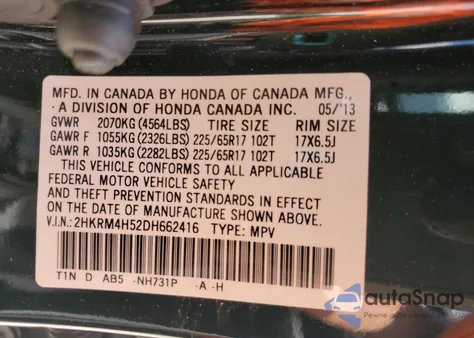 MFD. IN CANADA BY HONDA OF CANADA MFG.,
A DIVISION OF HONDA CANADA INC. 05/'13
GVWR 2070KG (4564LBS) TIRE SIZE RIM SIZE
GAWR F 1055KG (2326LBS) 225/65R17 102T 17X6.5J
GAWR R 1035KG (2282LBS) 225/65R17 102T 17X6.5J
THIS VEHICLE CONFORMS TO ALL APPLICABLE
FEDERAL MOTOR VEHICLE SAFETY
AND THEFT PREVENTION STANDARDS IN EFFECT
ON THE DATE OF MANUFACTURE SHOWN ABOVE.
V.I.N.: 2HKRM4H52DH662416 TYPE: MPV
T1N D AB5 -NH731P -A -H
autoSnap